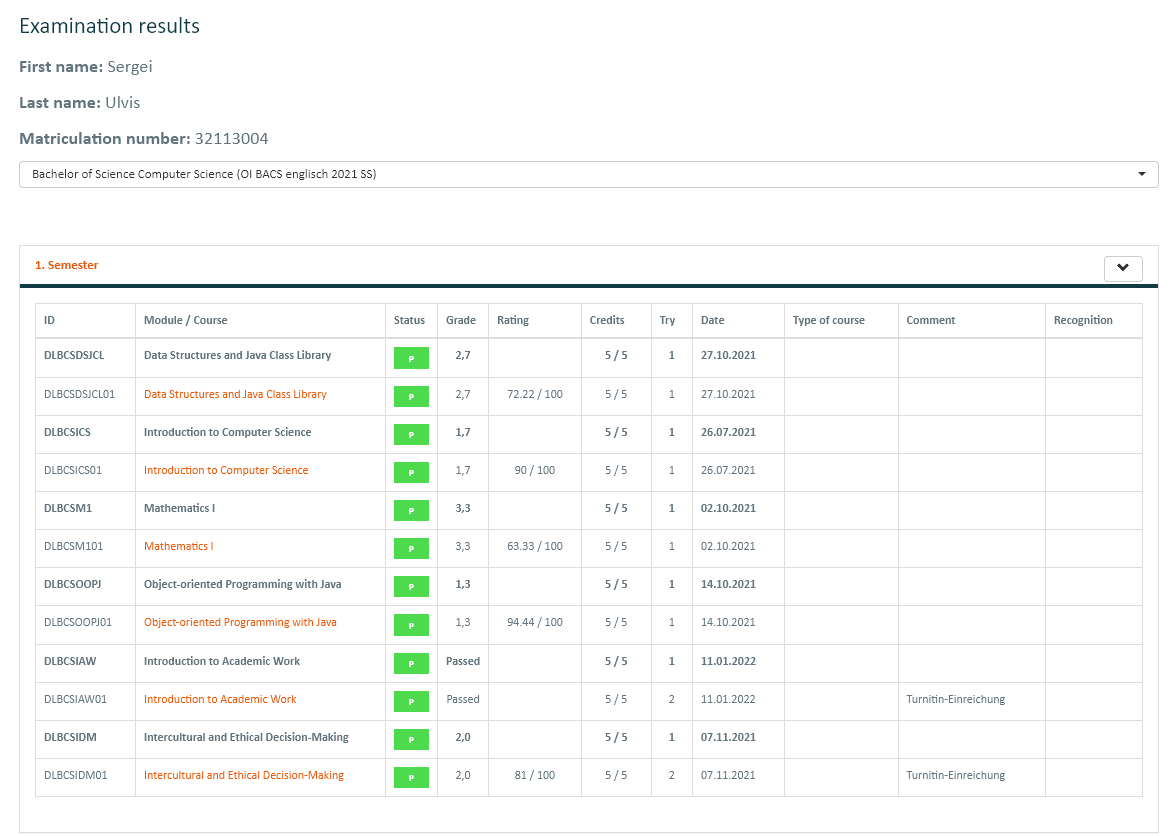 Examination results
First name: Sergei
Last name: Ulvis
Matriculation number: 32113004
Bachelor of Science Computer Science (OI BACS englisch 2021 SS)
1. Semester
ID Module / Course Status Grade Rating Credits Try Date Type of course Comment Recognition
DLBCSDSJCL Data Structures and Java Class Library P 2,7 5 / 5 1 27.10.2021
DLBCSDSJCL01 Data Structures and Java Class Library P 2,7 72.22 / 100 5 / 5 1 27.10.2021
DLBCSICS Introduction to Computer Science P 1,7 5 / 5 1 26.07.2021
DLBCSICS01 Introduction to Computer Science P 1,7 90 / 100 5 / 5 1 26.07.2021
DLBCSM1 Mathematics I P 3,3 5 / 5 1 02.10.2021
DLBCSM101 Mathematics I P 3,3 63.33 / 100 5 / 5 1 02.10.2021
DLBCSOOPJ Object-oriented Programming with Java P 1,3 5 / 5 1 14.10.2021
DLBCSOOPJ01 Object-oriented Programming with Java P 1,3 94.44 / 100 5 / 5 1 14.10.2021
DLBCSIAW Introduction to Academic Work P Passed 5 / 5 1 11.01.2022
DLBCSIAW01 Introduction to Academic Work P Passed 5 / 5 2 11.01.2022 Turnitin-Einreichung
DLBCSIDM Intercultural and Ethical Decision-Making P 2,0 5 / 5 1 07.11.2021
DLBCSIDM01 Intercultural and Ethical Decision-Making P 2,0 81 / 100 5 / 5 2 07.11.2021 Turnitin-Einreichung